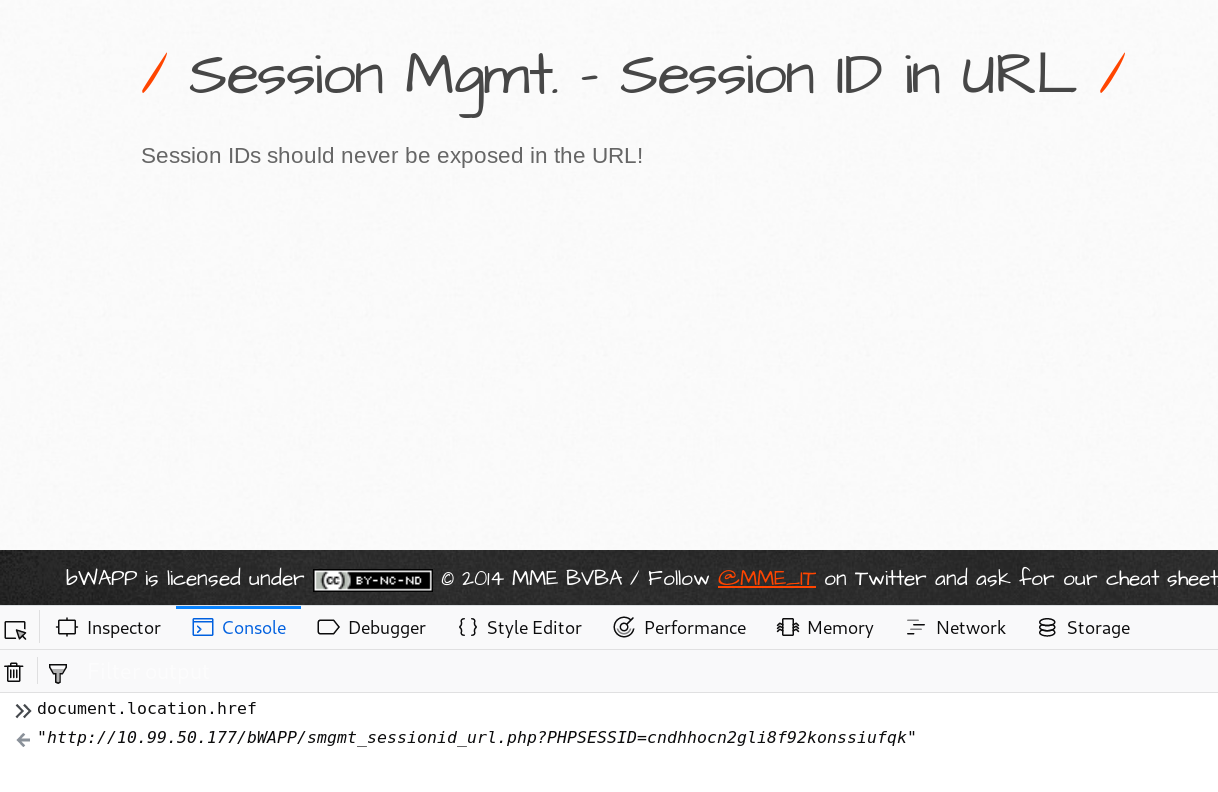 / Session Mgmt. - Session ID in URL /
Session IDs should never be exposed in the URL!
bWAPP is licensed under (cc) BY-NC-ND © 2014 MME BVBA / Follow @MME_IT on Twitter and ask for our cheat sheet
Inspector Console Debugger {} Style Editor Performance Memory Network Storage
Filter output
» document.location.href
← "http://10.99.50.177/bWAPP/smgmt_sessionid_url.php?PHPSESSID=cndhhocn2gli8f92konssiufqk"